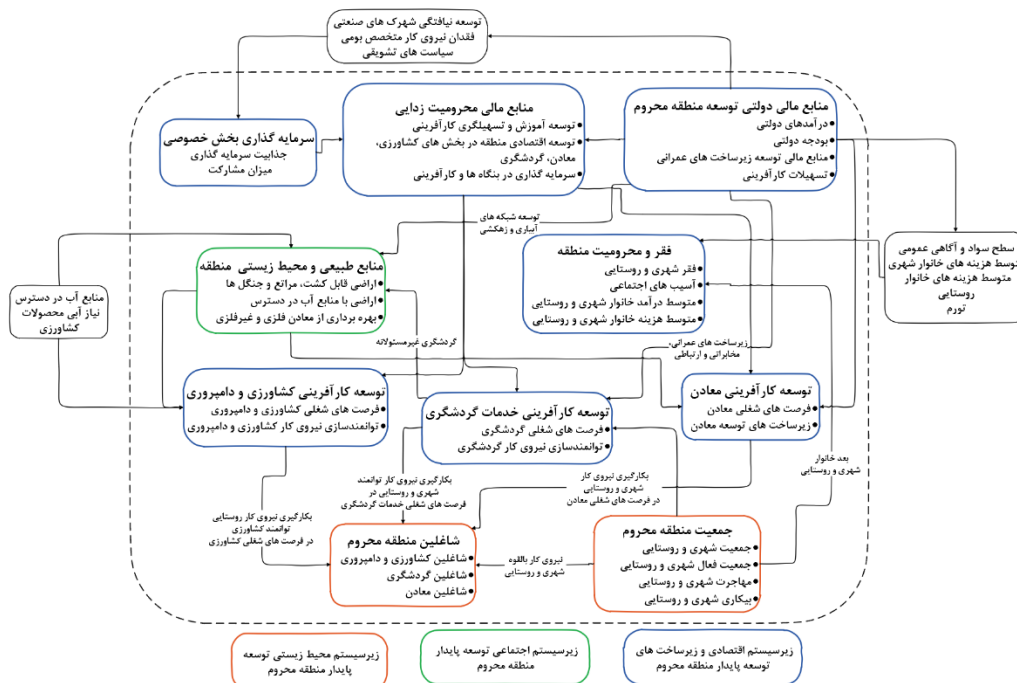 توسعه نیافتگی شهرک های صنعتی
فقدان نیروی کار متخصص بومی
سیاست های تشویقی
منابع مالی دولتی توسعه منطقه محروم
درآمدهای دولتی
بودجه دولتی
منابع مالی توسعه زیرساخت های عمرانی
تسهیلات کارآفرینی
منابع مالی محرومیت زدایی
توسعه آموزش و تسهیلگری کارآفرینی
توسعه اقتصادی منطقه در بخش های کشاورزی،
معادن، گردشگری
سرمایه گذاری در بنگاه ها و کارآفرینی
سرمایه گذاری بخش خصوصی
جذابیت سرمایه گذاری
میزان مشارکت
توسعه شبکه های
آبیاری و زهکشی
سطح سواد و آگاهی عمومی
توسط هزینه های خانوار شهری
متوسط هزینه های خانوار
روستایی
تورم
فقر و محرومیت منطقه
فقر شهری و روستایی
آسیب های اجتماعی
متوسط درآمد خانوار شهری و روستایی
متوسط هزینه خانوار شهری و روستایی
منابع طبیعی و محیط زیستی منطقه
اراضی قابل کشت، مراتع و جنگل ها
اراضی با منابع آب در دسترس
بهره برداری از معادن فلزی و غیرفلزی
منابع آب در دسترس
نیاز آبی محصولات
کشاورزی
گردشگری غیرمسئولانه
زیرساخت های عمرانی،
مخابراتی و ارتباطی
توسعه کارآفرینی معادن
فرصت های شغلی معادن
زیرساخت های توسعه معادن
توسعه کارآفرینی خدمات گردشگری
فرصت های شغلی گردشگری
توانمندسازی نیروی کار گردشگری
توسعه کارآفرینی کشاورزی و دامپروری
فرصت های شغلی کشاورزی و دامپروری
توانمندسازی نیروی کار کشاورزی و دامپروری
بعد خانوار
شهری و روستایی
بکارگیری نیروی کار
شهری و روستایی
در فرصت های شغلی معادن
بکارگیری نیروی کار توانمند
شهری و روستایی در
فرصت های شغلی خدمات گردشگری
بکارگیری نیروی کار روستایی
توانمند کشاورزی
در فرصت های شغلی کشاورزی
جمعیت منطقه محروم
جمعیت شهری و روستایی
جمعیت فعال شهری و روستایی
مهاجرت شهری و روستایی
بیکاری شهری و روستایی
نیروی کار بالقوه
شهری و روستایی
شاغلین منطقه محروم
شاغلین کشاورزی و دامپروری
شاغلین گردشگری
شاغلین معادن
زیرسیستم اقتصادی و زیرساخت های
توسعه پایدار منطقه محروم
زیرسیستم اجتماعی توسعه پایدار
منطقه محروم
زیرسیستم محیط زیستی توسعه
پایدار منطقه محروم